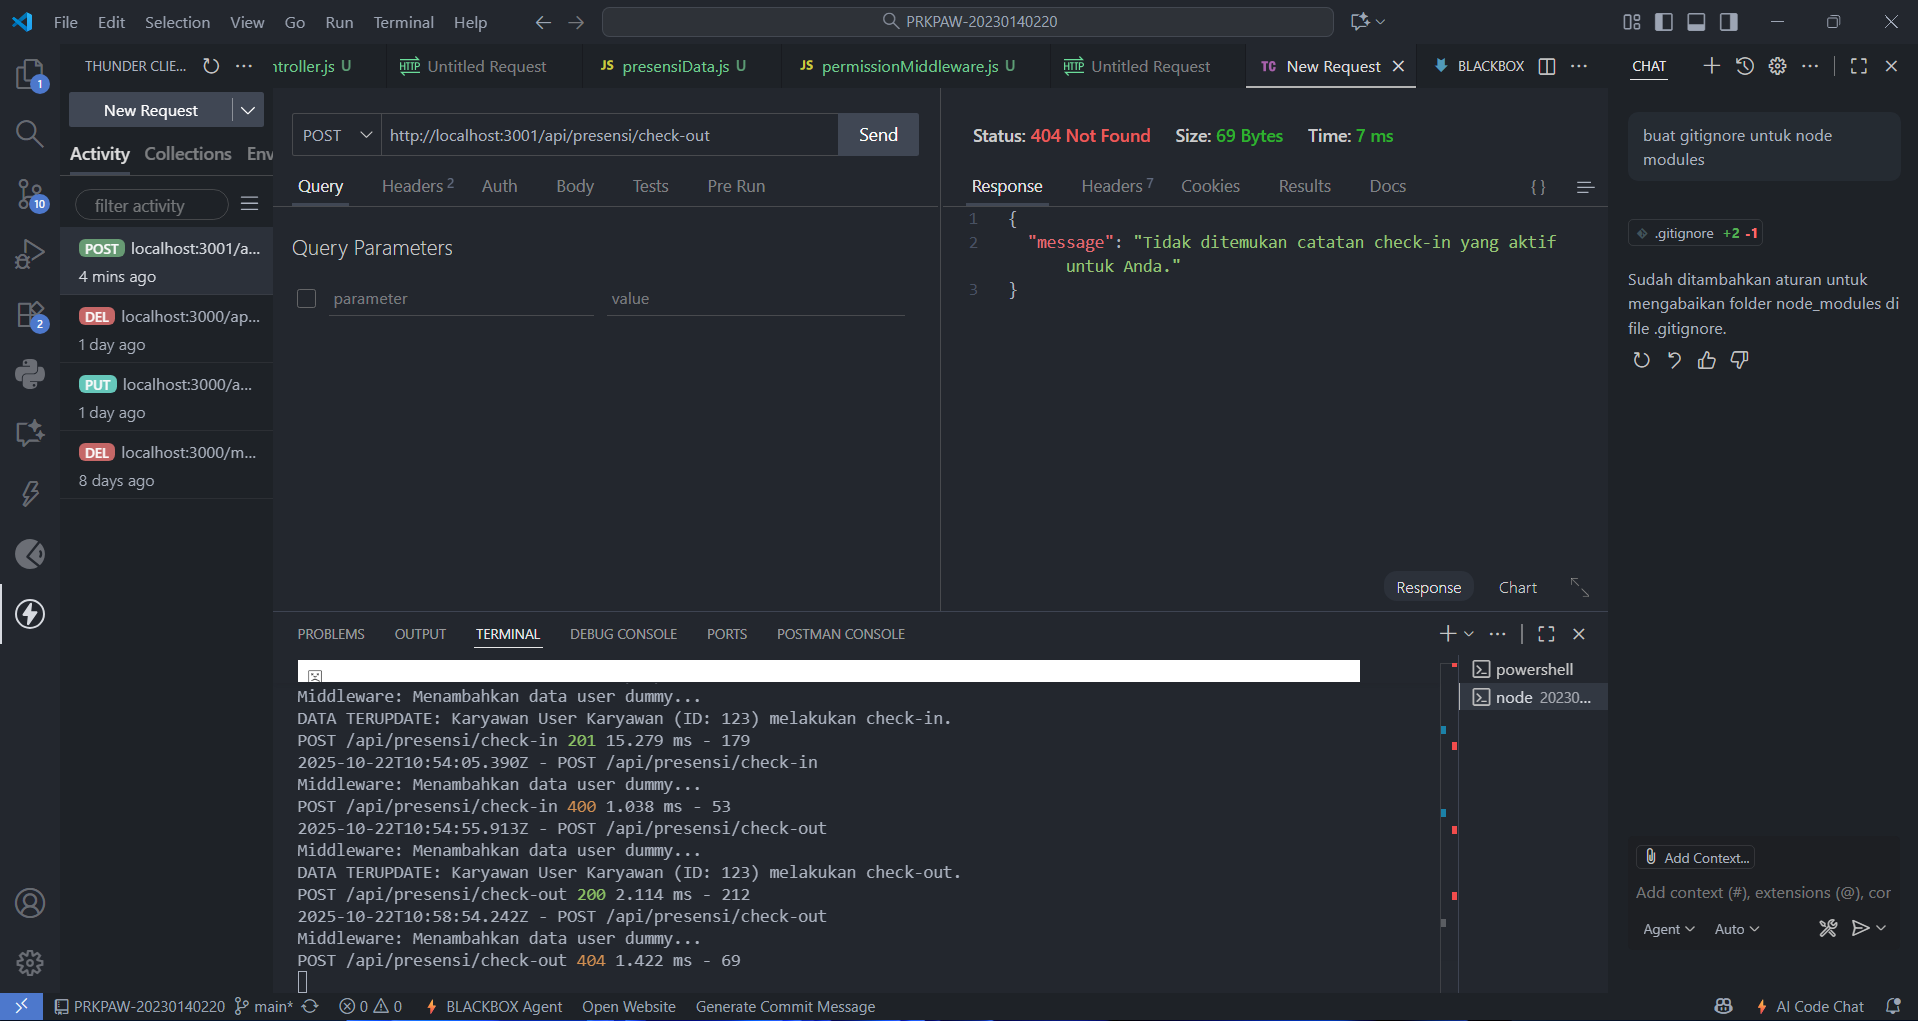 File Edit Selection View Go Run Terminal Help
PRKPAW-20230140220
THUNDER CLIE...
ntroller.js U
HTTP Untitled Request
JS presensiData.js U
JS permissionMiddleware.js U
HTTP Untitled Request
TC New Request
BLACKBOX
CHAT
New Request
Activity Collections Env
filter activity
POST localhost:3001/a...
4 mins ago
DEL localhost:3000/ap...
1 day ago
PUT localhost:3000/a...
1 day ago
DEL localhost:3000/m...
8 days ago
1
10
2
POST http://localhost:3001/api/presensi/check-out Send
Query Headers 2 Auth Body Tests Pre Run
Query Parameters
parameter value
Status: 404 Not Found Size: 69 Bytes Time: 7 ms
Response Headers 7 Cookies Results Docs {}
1 {
2 "message": "Tidak ditemukan catatan check-in yang aktif
untuk Anda."
3 }
Response Chart
PROBLEMS OUTPUT TERMINAL DEBUG CONSOLE PORTS POSTMAN CONSOLE
Middleware: Menambahkan data user dummy...
DATA TERUPDATE: Karyawan User Karyawan (ID: 123) melakukan check-in.
POST /api/presensi/check-in 201 15.279 ms - 179
2025-10-22T10:54:05.390Z - POST /api/presensi/check-in
Middleware: Menambahkan data user dummy...
POST /api/presensi/check-in 400 1.038 ms - 53
2025-10-22T10:54:55.913Z - POST /api/presensi/check-out
Middleware: Menambahkan data user dummy...
DATA TERUPDATE: Karyawan User Karyawan (ID: 123) melakukan check-out.
POST /api/presensi/check-out 200 2.114 ms - 212
2025-10-22T10:58:54.242Z - POST /api/presensi/check-out
Middleware: Menambahkan data user dummy...
POST /api/presensi/check-out 404 1.422 ms - 69
powershell
node 20230...
buat gitignore untuk node
modules
.gitignore +2 -1
Sudah ditambahkan aturan untuk
mengabaikan folder node_modules di
file .gitignore.
Add Context...
Add context (#), extensions (@), cor
Agent Auto
PRKPAW-20230140220 main* 0 0 BLACKBOX Agent Open Website Generate Commit Message AI Code Chat